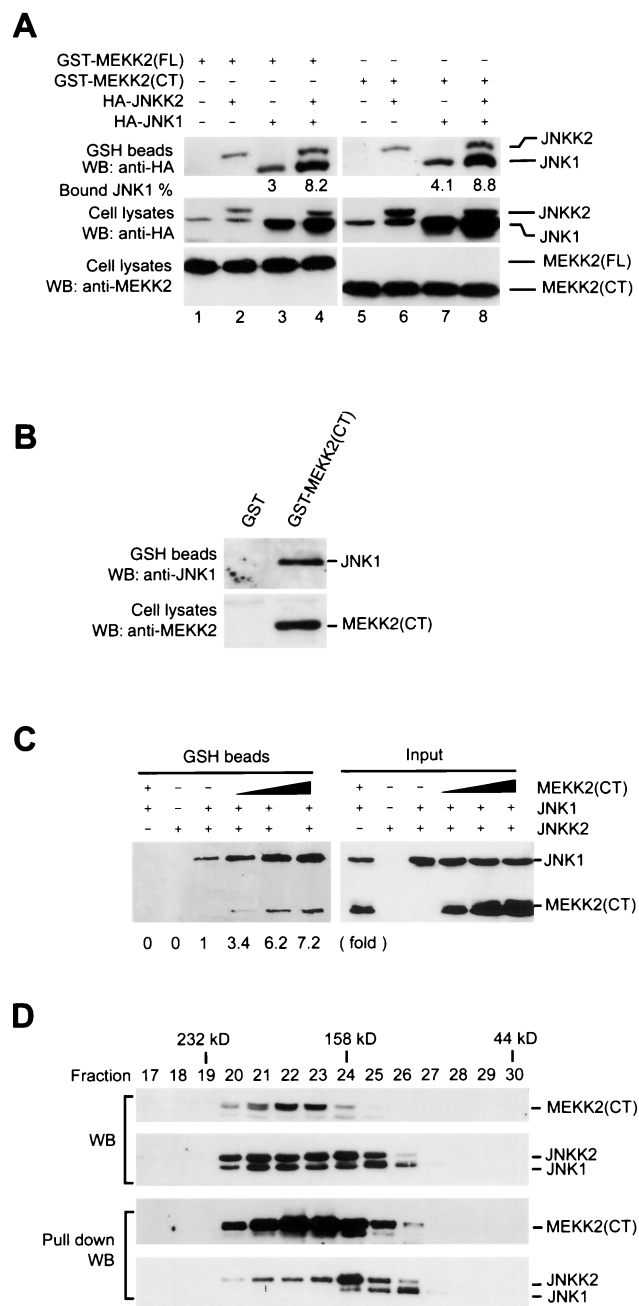 A
GST-MEKK2(FL) + + + + – – – –
GST-MEKK2(CT) – – – – + + + +
HA-JNKK2 – + – + – + – +
HA-JNK1 – – + + – – + +
GSH beads
WB: anti-HA
JNKK2
JNK1
Bound JNK1 % 3 8.2 4.1 8.8
Cell lysates
WB: anti-HA
JNKK2
JNK1
Cell lysates
WB: anti-MEKK2
MEKK2(FL)
MEKK2(CT)
1 2 3 4 5 6 7 8
B
GST GST-MEKK2(CT)
GSH beads
WB: anti-JNK1
JNK1
Cell lysates
WB: anti-MEKK2
MEKK2(CT)
C
GSH beads Input
+ – – + – – MEKK2(CT)
+ – + + + + + – + + + + JNK1
– + + + + + – + + + + + JNKK2
JNK1
MEKK2(CT)
0 0 1 3.4 6.2 7.2 ( fold )
D
232 kD 158 kD 44 kD
Fraction 17 18 19 20 21 22 23 24 25 26 27 28 29 30
WB
MEKK2(CT)
JNKK2
JNK1
Pull down
WB
MEKK2(CT)
JNKK2
JNK1